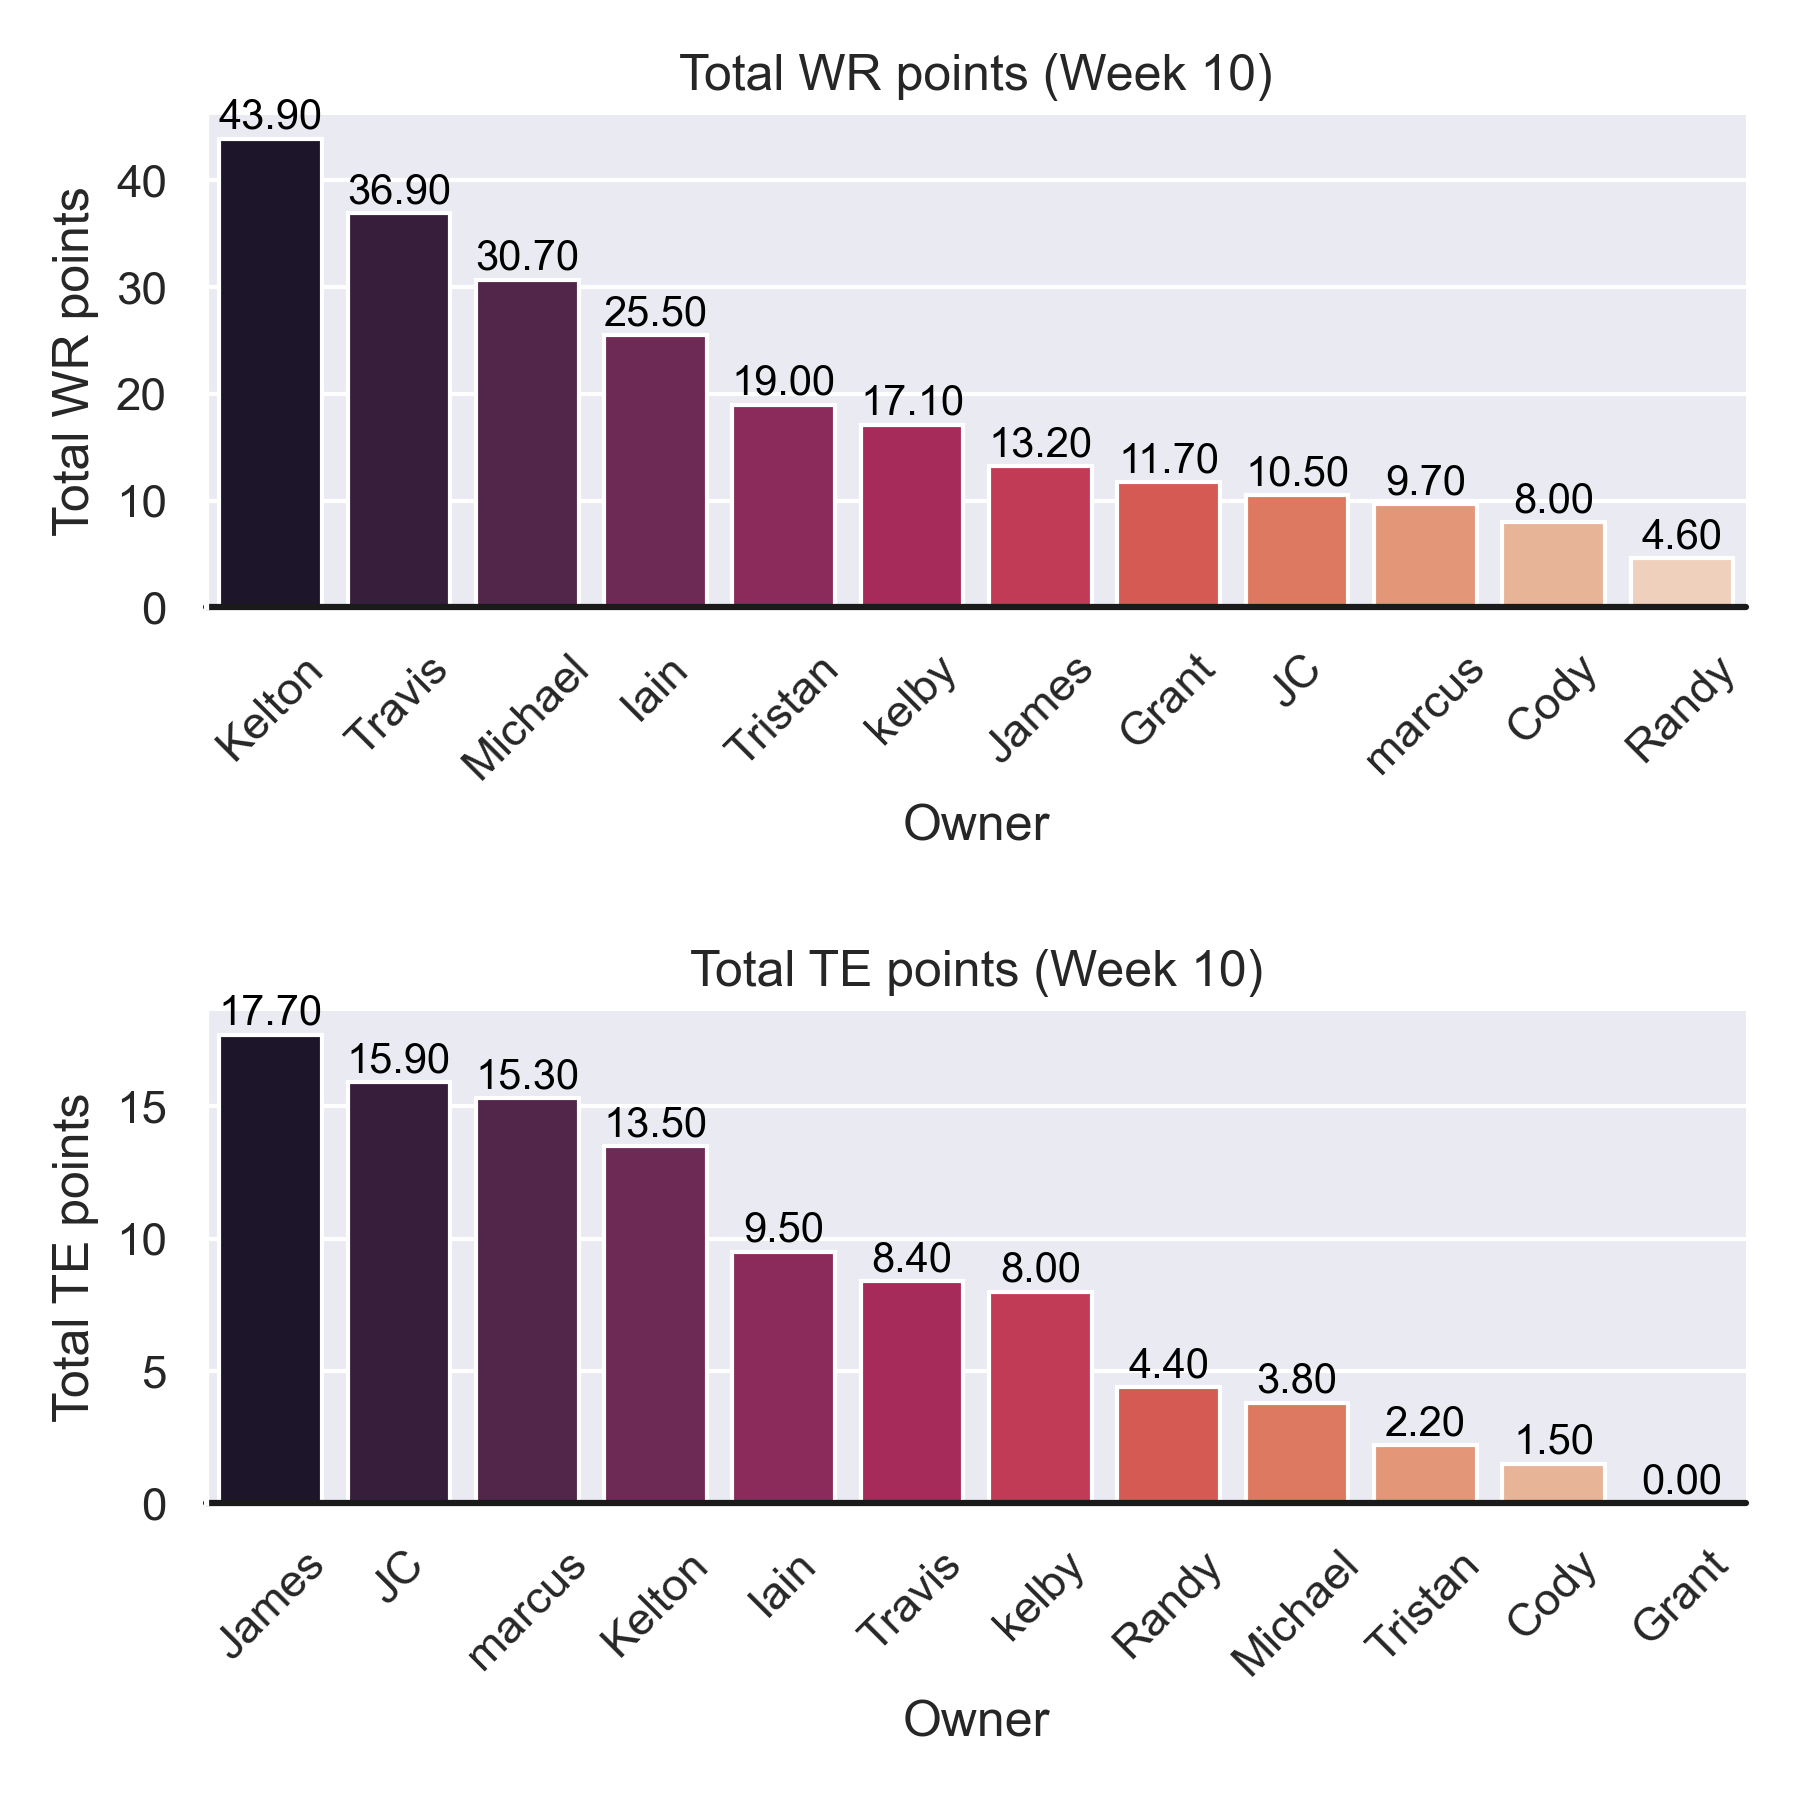 Total WR points (Week 10)
43.90
36.90
30.70
25.50
19.00
17.10
13.20
11.70
10.50
9.70
8.00
4.60
40
30
20
10
0
Total WR points
Kelton
Travis
Michael
Iain
Tristan
kelby
James
Grant
JC
marcus
Cody
Randy
Owner
Total TE points (Week 10)
17.70
15.90
15.30
13.50
9.50
8.40
8.00
4.40
3.80
2.20
1.50
0.00
15
10
5
0
Total TE points
James
JC
marcus
Kelton
Iain
Travis
kelby
Randy
Michael
Tristan
Cody
Grant
Owner